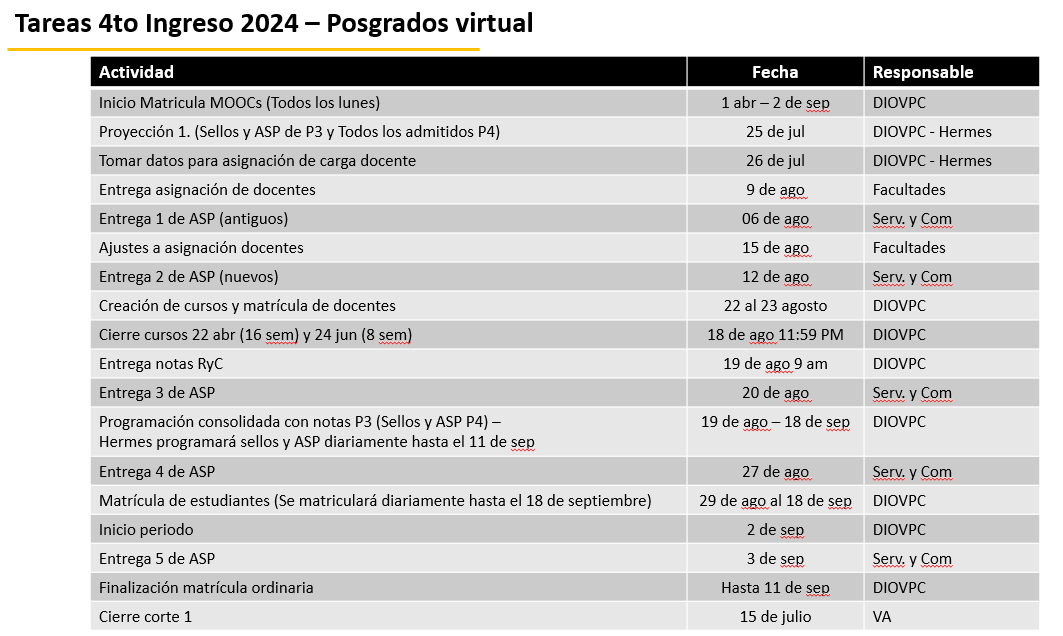 Tareas 4to Ingreso 2024 – Posgrados virtual
Actividad Fecha Responsable
Inicio Matricula MOOCs (Todos los lunes) 1 abr – 2 de sep DIOVPC
Proyección 1. (Sellos y ASP de P3 y Todos los admitidos P4) 25 de jul DIOVPC - Hermes
Tomar datos para asignación de carga docente 26 de jul DIOVPC - Hermes
Entrega asignación de docentes 9 de ago Facultades
Entrega 1 de ASP (antiguos) 06 de ago Serv. y Com
Ajustes a asignación docentes 15 de ago Facultades
Entrega 2 de ASP (nuevos) 12 de ago Serv. y Com
Creación de cursos y matrícula de docentes 22 al 23 agosto DIOVPC
Cierre cursos 22 abr (16 sem) y 24 jun (8 sem) 18 de ago 11:59 PM DIOVPC
Entrega notas RyC 19 de ago 9 am DIOVPC
Entrega 3 de ASP 20 de ago Serv. y Com
Programación consolidada con notas P3 (Sellos y ASP P4) – 19 de ago – 18 de sep DIOVPC
Hermes programará sellos y ASP diariamente hasta el 11 de sep
Entrega 4 de ASP 27 de ago Serv. y Com
Matrícula de estudiantes (Se matriculará diariamente hasta el 18 de septiembre) 29 de ago al 18 de sep DIOVPC
Inicio periodo 2 de sep DIOVPC
Entrega 5 de ASP 3 de sep Serv. y Com
Finalización matrícula ordinaria Hasta 11 de sep DIOVPC
Cierre corte 1 15 de julio VA